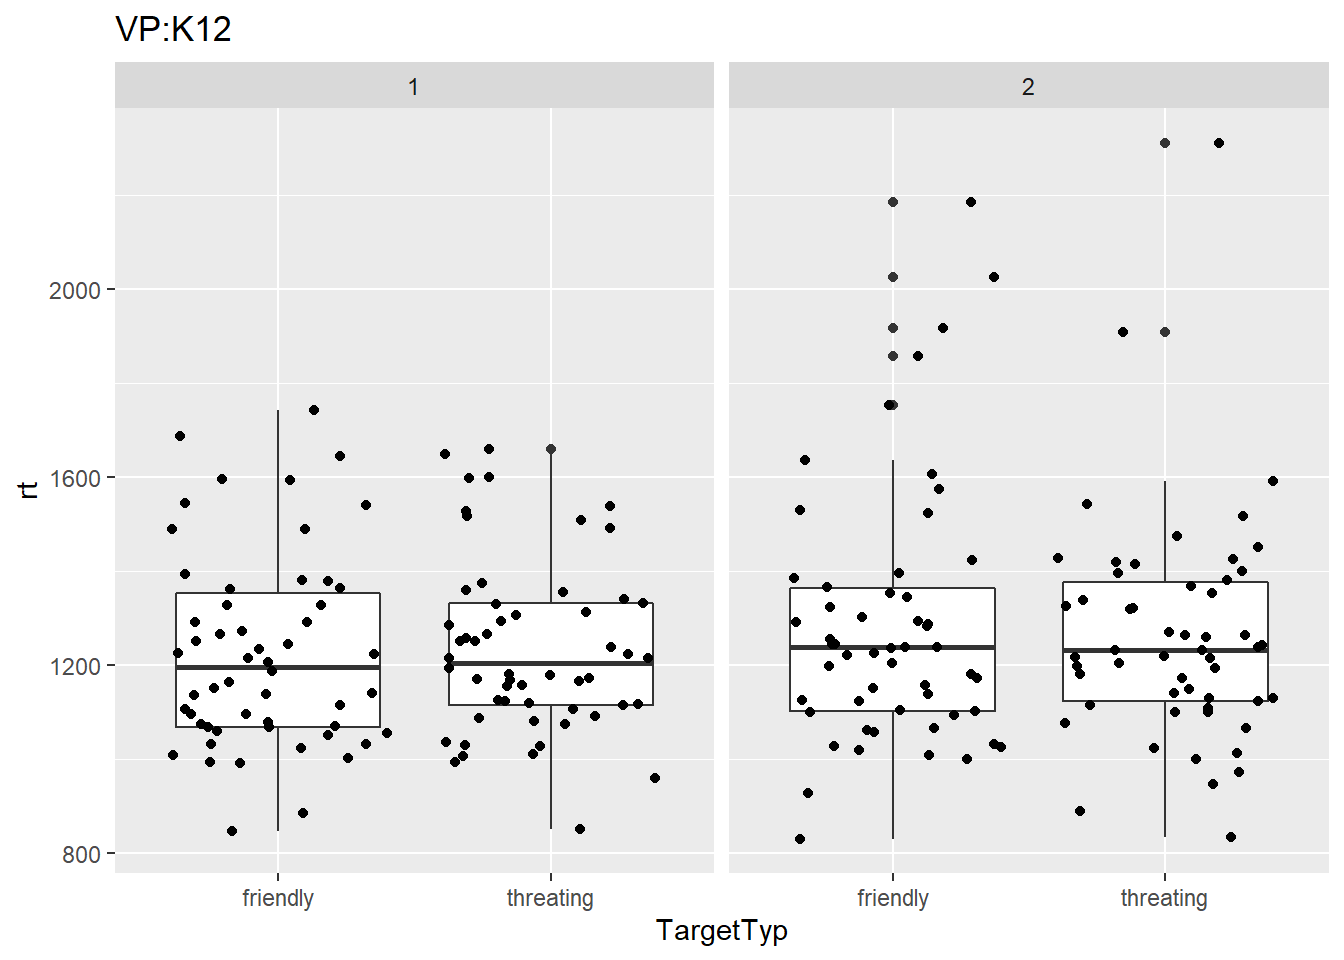 VP:K12
1 2
rt
2000
1600
1200
800
friendly threating friendly threating
TargetTyp